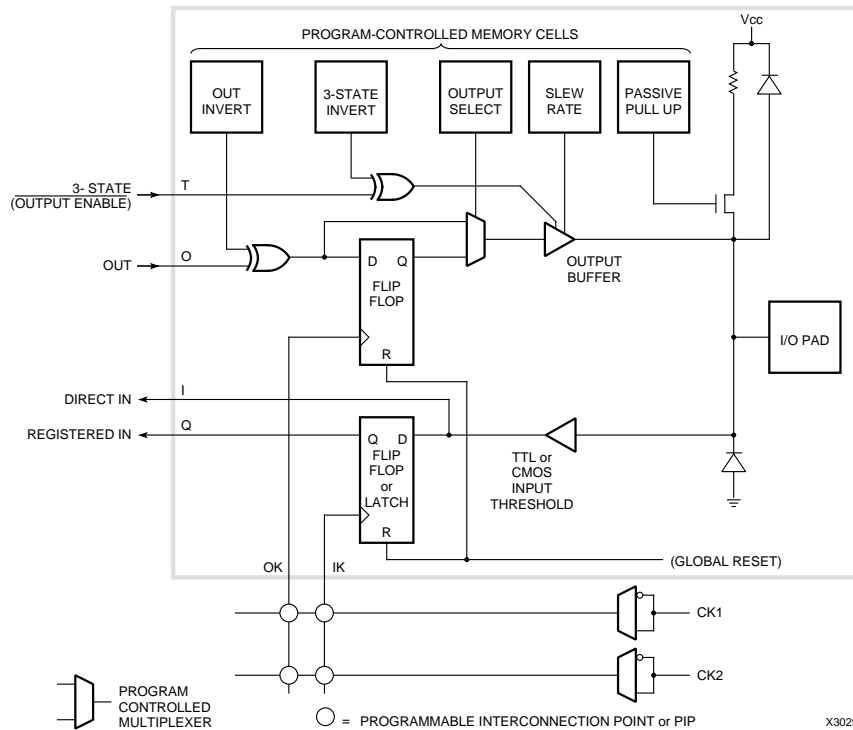 Vcc
PROGRAM-CONTROLLED MEMORY CELLS
OUT
INVERT
3-STATE
INVERT
OUTPUT
SELECT
SLEW
RATE
PASSIVE
PULL UP
3- STATE
(OUTPUT ENABLE)
T
OUT
O
D
Q
FLIP
FLOP
R
OUTPUT
BUFFER
I/O PAD
DIRECT IN
I
REGISTERED IN
Q
Q
D
FLIP
FLOP
or
LATCH
R
TTL or
CMOS
INPUT
THRESHOLD
OK
IK
(GLOBAL RESET)
CK1
CK2
PROGRAM
CONTROLLED
MULTIPLEXER
= PROGRAMMABLE INTERCONNECTION POINT or PIP